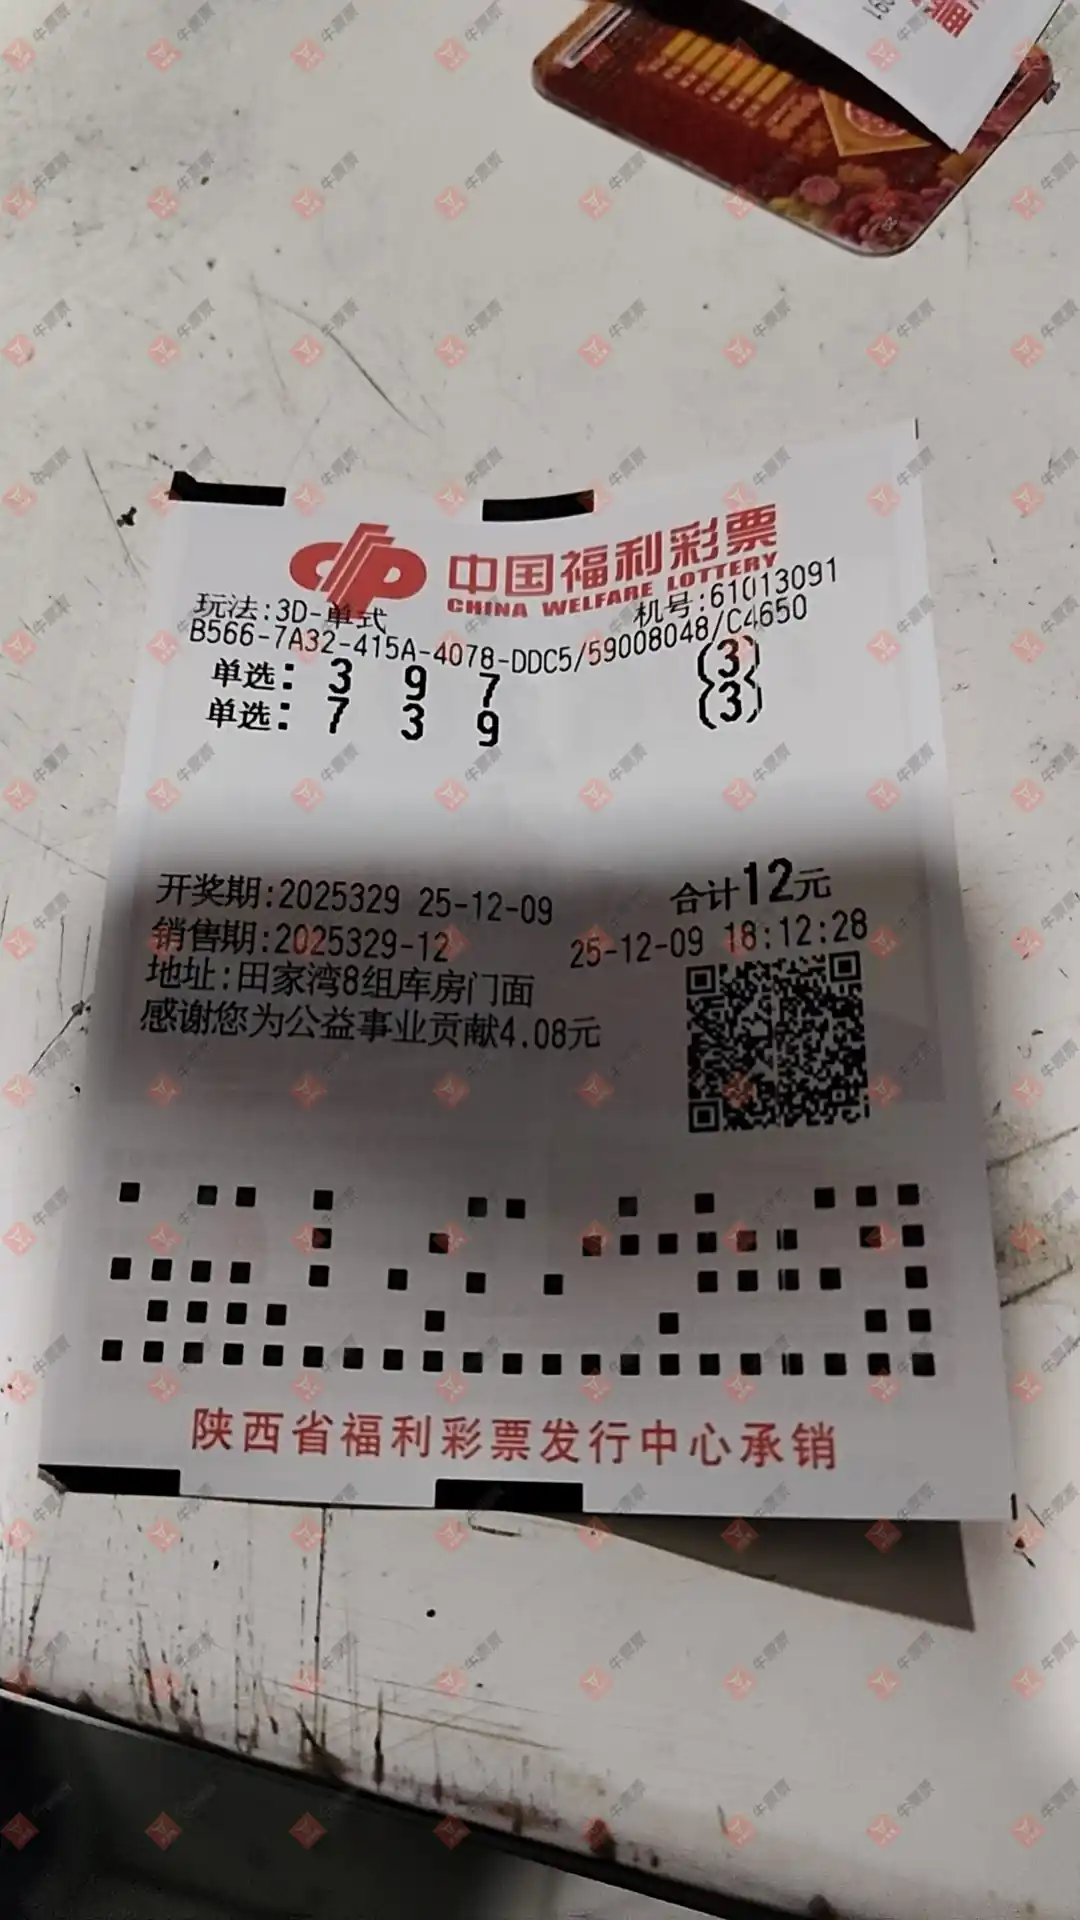 中国福利彩票
CHINA WELFARE LOTTERY
玩法:3D-单式 机号:61013091
B566-7A32-415A-4078-DDC5/59008048/C4650
单选: 3 9 7 (3)
单选: 7 3 9 (3)
开奖期:2025329 25-12-09 合计12元
销售期:2025329-12 25-12-09 18:12:28
地址:田家湾8组库房门面
感谢您为公益事业贡献4.08元
陕西省福利彩票发行中心承销